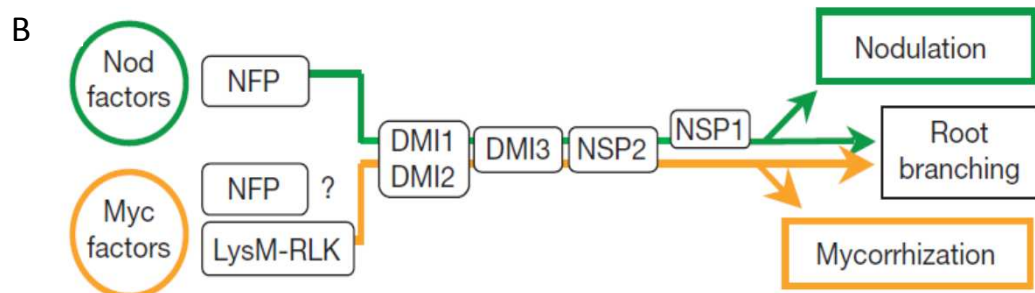 B
Nod
factors
NFP
Myc
factors
NFP ?
LysM-RLK
DMI1
DMI2
DMI3
NSP2
NSP1
Nodulation
Root
branching
Mycorrhization